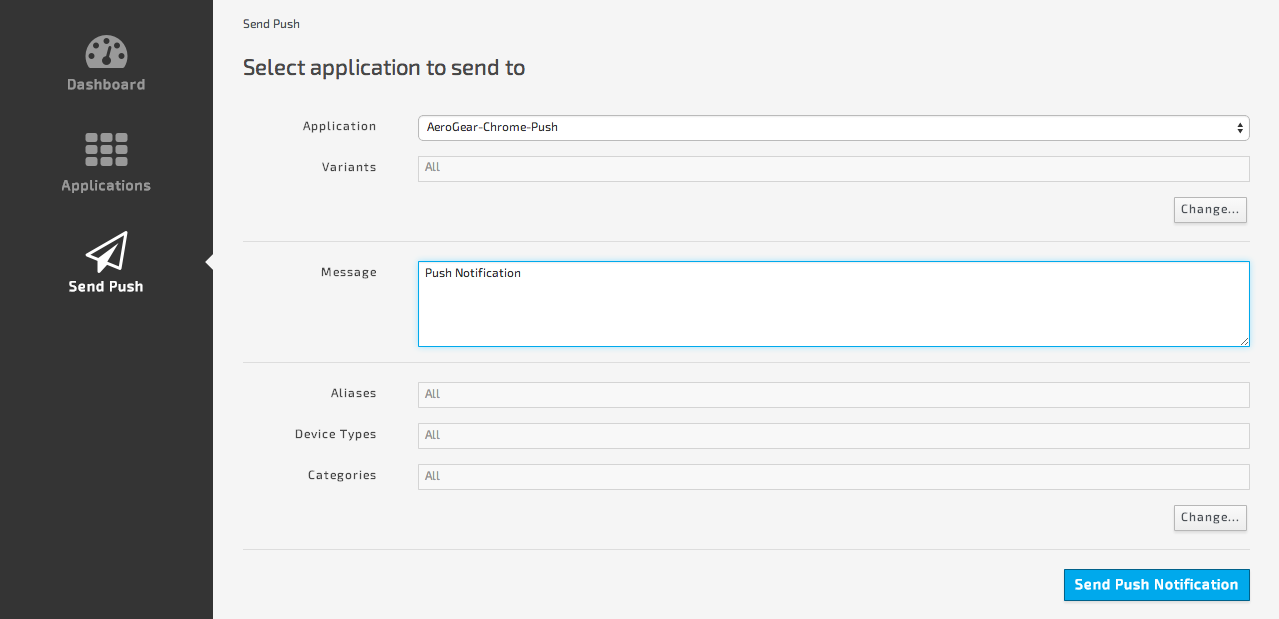 Dashboard
Applications
Send Push
Send Push
Select application to send to
Application
AeroGear-Chrome-Push
Variants
All
Change...
Message
Push Notification
Aliases
All
Device Types
All
Categories
All
Change...
Send Push Notification